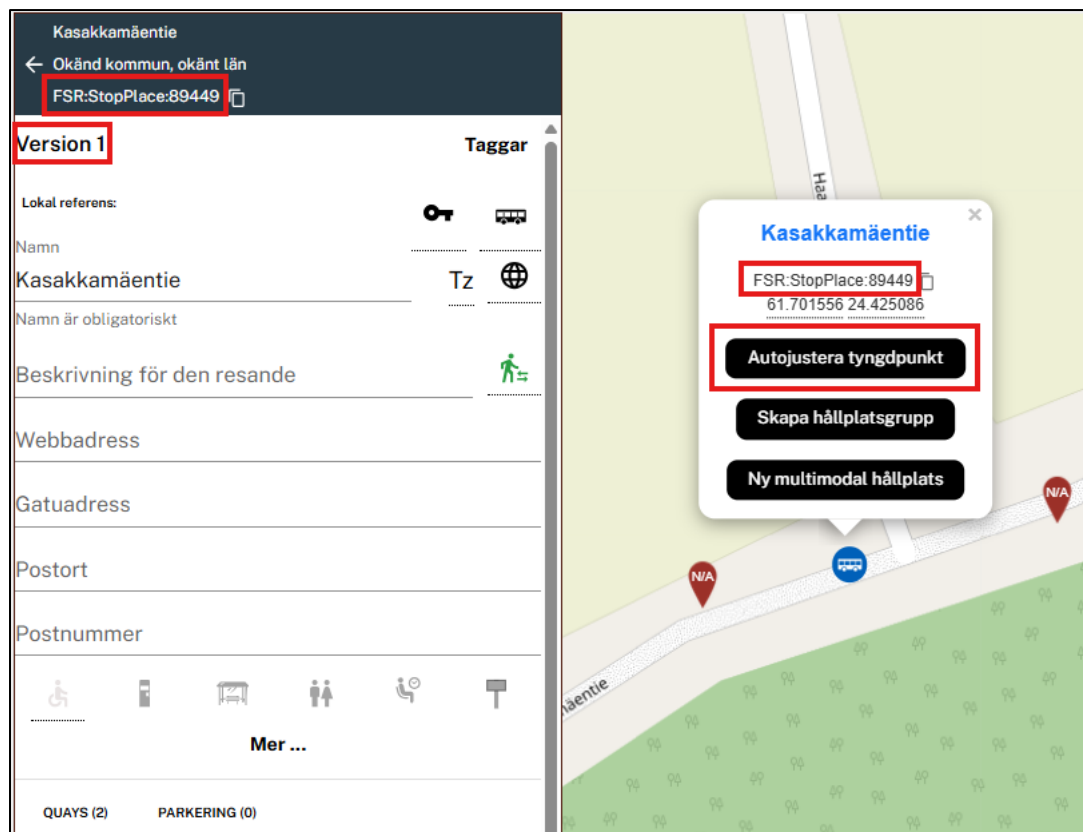 Kasakkamäentie
Okänd kommun, okänt län
FSR:StopPlace:89449
Version 1
Taggar
Lokal referens:
Namn
Kasakkamäentie
Tz
Namn är obligatoriskt
Beskrivning för den resande
Webbadress
Gatuadress
Postort
Postnummer
Mer ...
QUAYS (2)
PARKERING (0)
Haa
Kasakkamäentie
FSR:StopPlace:89449
61.701556 24.425086
Autojustera tyngdpunkt
Skapa hållplatsgrupp
Ny multimodal hållplats
N/A
N/A
mäentie